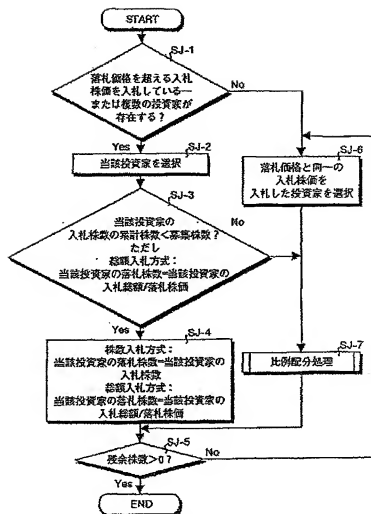 START
SJ-1
落札価格を超える入札
株価を入札している一
または複数の投資家が
存在する？
No
Yes
SJ-2
当該投資家を選択
SJ-6
落札価格と同一の
入札株価を
入札した投資家を選択
SJ-3
当該投資家の
入札株数の累計株数<募集株数？
ただし
総額入札方式：
当該投資家の落札株数=当該投資家の
入札総額/落札株価
No
Yes
SJ-4
株数入札方式：
当該投資家の落札株数=当該投資家の
入札株数
総額入札方式：
当該投資家の落札株数=当該投資家の
入札総額/落札株価
SJ-7
比例配分処理
SJ-5
残余株数>0？
No
Yes
END